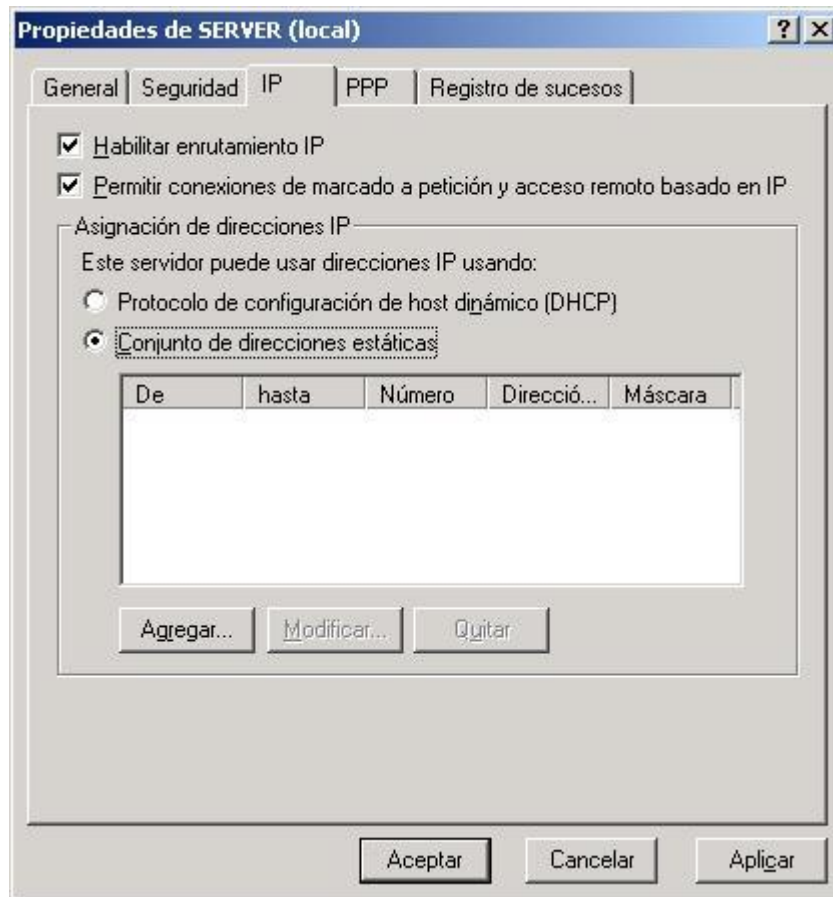 Propiedades de SERVER (local)
General Seguridad IP PPP Registro de sucesos
Habilitar enrutamiento IP
Permitir conexiones de marcado a petición y acceso remoto basado en IP
Asignación de direcciones IP
Este servidor puede usar direcciones IP usando:
Protocolo de configuración de host dinámico (DHCP)
Conjunto de direcciones estáticas
De hasta Número Direcció... Máscara
Agregar... Modificar... Quitar
Aceptar Cancelar Aplicar